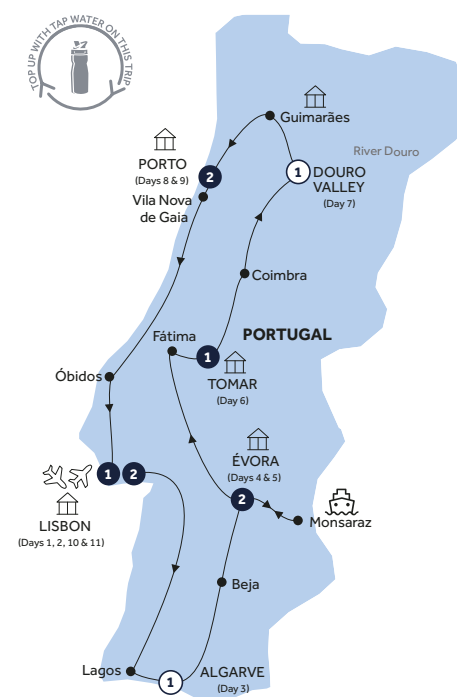 TOP UP WITH TAP WATER ON THIS TRIP
Guimarães
River Douro
PORTO
(Days 8 & 9)
2
1
DOURO
VALLEY
(Day 7)
Vila Nova
de Gaia
Coimbra
PORTUGAL
Fátima
1
TOMAR
(Day 6)
Óbidos
ÉVORA
(Days 4 & 5)
1
2
2
LISBON
(Days 1, 2, 10 & 11)
Monsaraz
Beja
Lagos
1
ALGARVE
(Day 3)